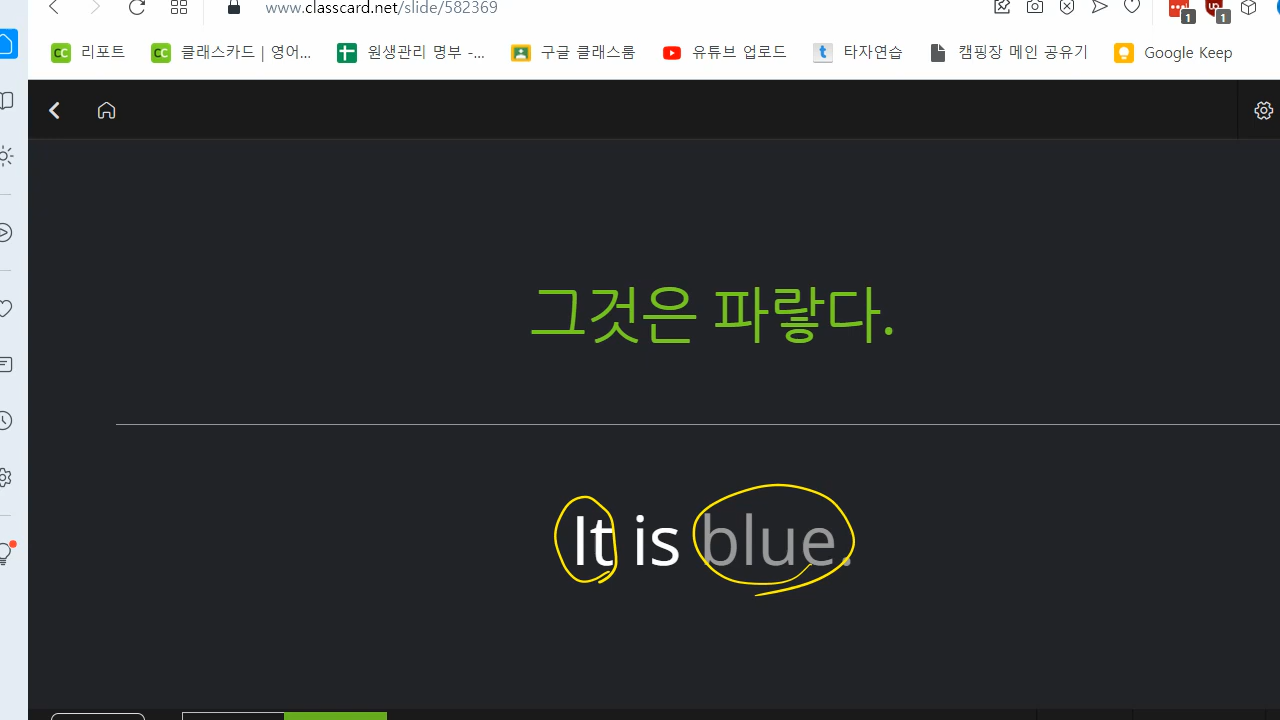 www.classcard.net/slide/582369
리포트 클래스카드 | 영어... 원생관리 명부 -... 구글 클래스룸 유튜브 업로드 타자연습 캠핑장 메인 공유기 Google Keep
그것은 파랗다.
It is blue.